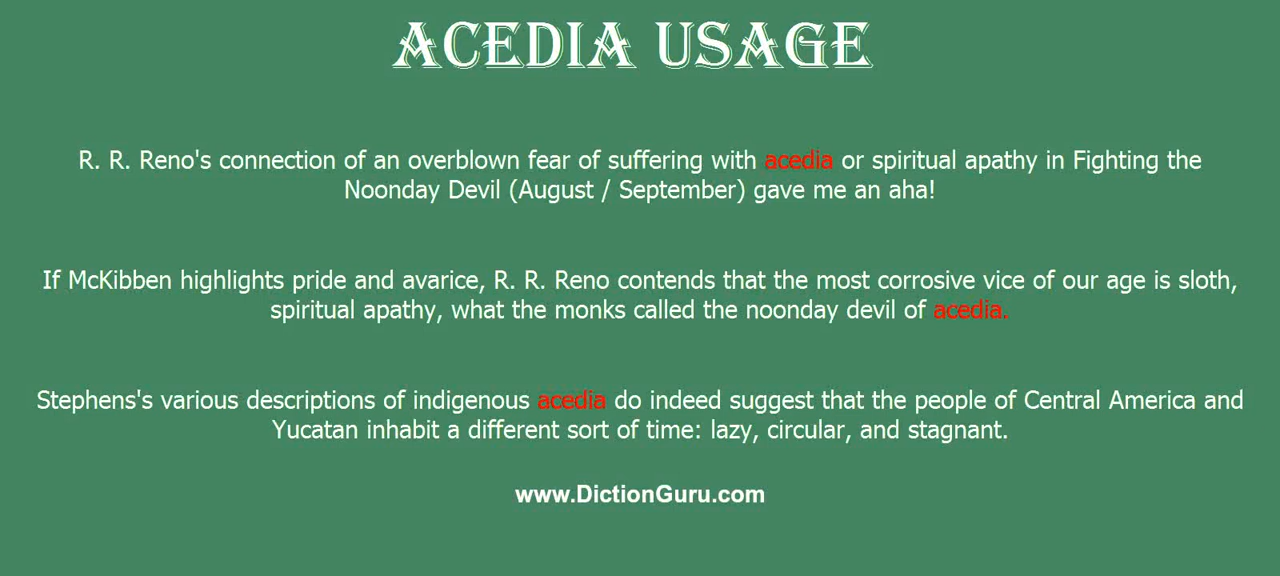 ACEDIA USAGE
R. R. Reno's connection of an overblown fear of suffering with acedia or spiritual apathy in Fighting the
Noonday Devil (August / September) gave me an aha!
If McKibben highlights pride and avarice, R. R. Reno contends that the most corrosive vice of our age is sloth,
spiritual apathy, what the monks called the noonday devil of acedia.
Stephens's various descriptions of indigenous acedia do indeed suggest that the people of Central America and
Yucatan inhabit a different sort of time: lazy, circular, and stagnant.
www.DictionGuru.com